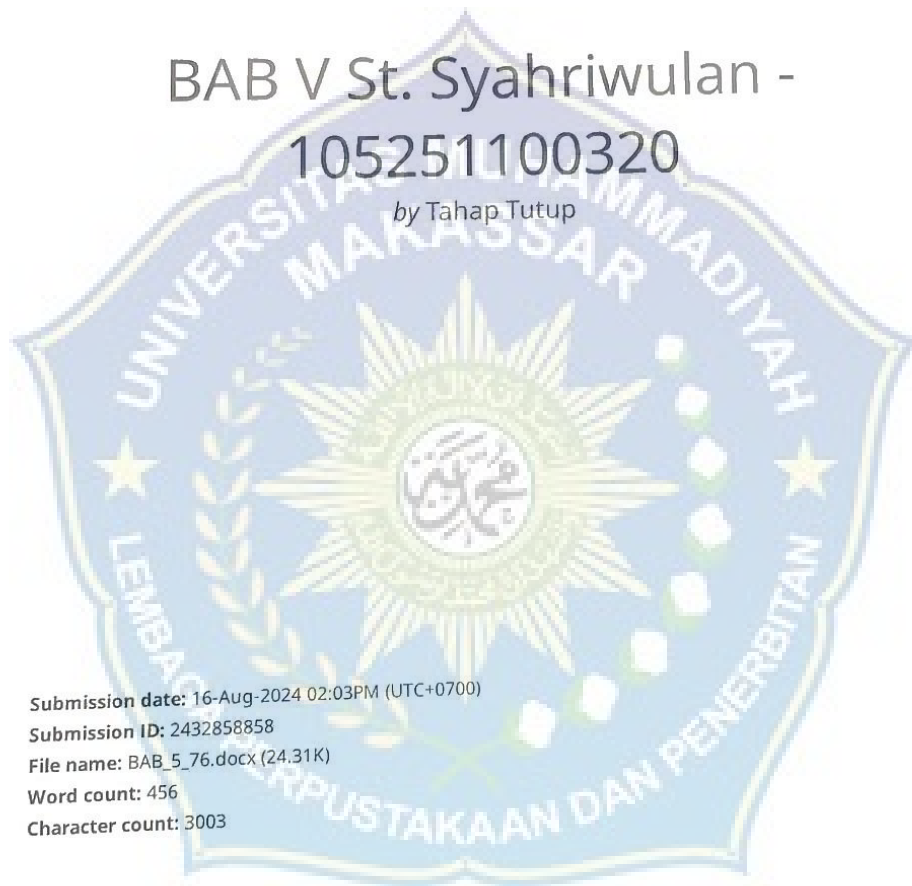 BAB V St. Syahriwulan -
105251100320
by Tahap Tutup
UNIVERSITAS MUHAMMADIYAH
MAKASSAR
LEMBAGA PERPUSTAKAAN DAN PENERBITAN
Submission date: 16-Aug-2024 02:03PM (UTC+0700)
Submission ID: 2432858858
File name: BAB_5_76.docx (24.31K)
Word count: 456
Character count: 3003